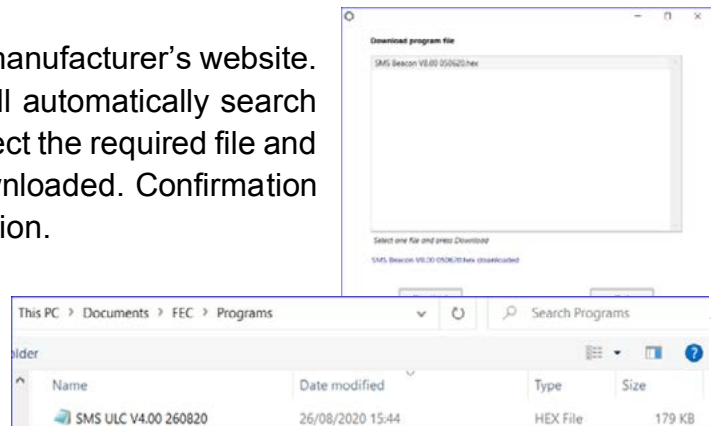 manufacturer's website.
ll automatically search
ect the required file and
wnloaded. Confirmation
ion.
Download program file
SMS Beacon V8.00 050620.hex
Select one file and press Download
SMS Beacon V8.00 050620.hex downloaded
This PC > Documents > FEC > Programs
Search Programs
older
Name Date modified Type Size
SMS ULC V4.00 260820 26/08/2020 15:44 HEX File 179 KB